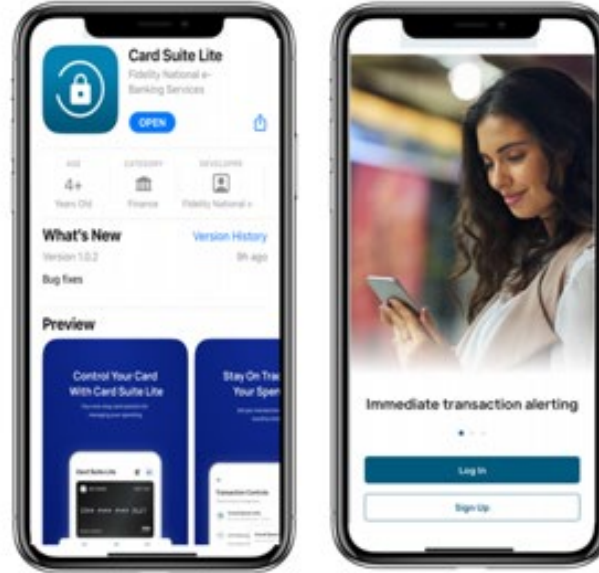 Card Suite Lite
Fidelity National e-
Banking Services
OPEN
AGE
CATEGORY
DEVELOPER
4+
Years Old
Finance
Fidelity National e-
What's New
Version History
Version 1.0.2
9h ago
Bug fixes
Preview
Control Your Card
With Card Suite Lite
Stay On Trac
Your Spen
Card Suite Lite
Transaction Controls
Immediate transaction alerting
Log In
Sign Up